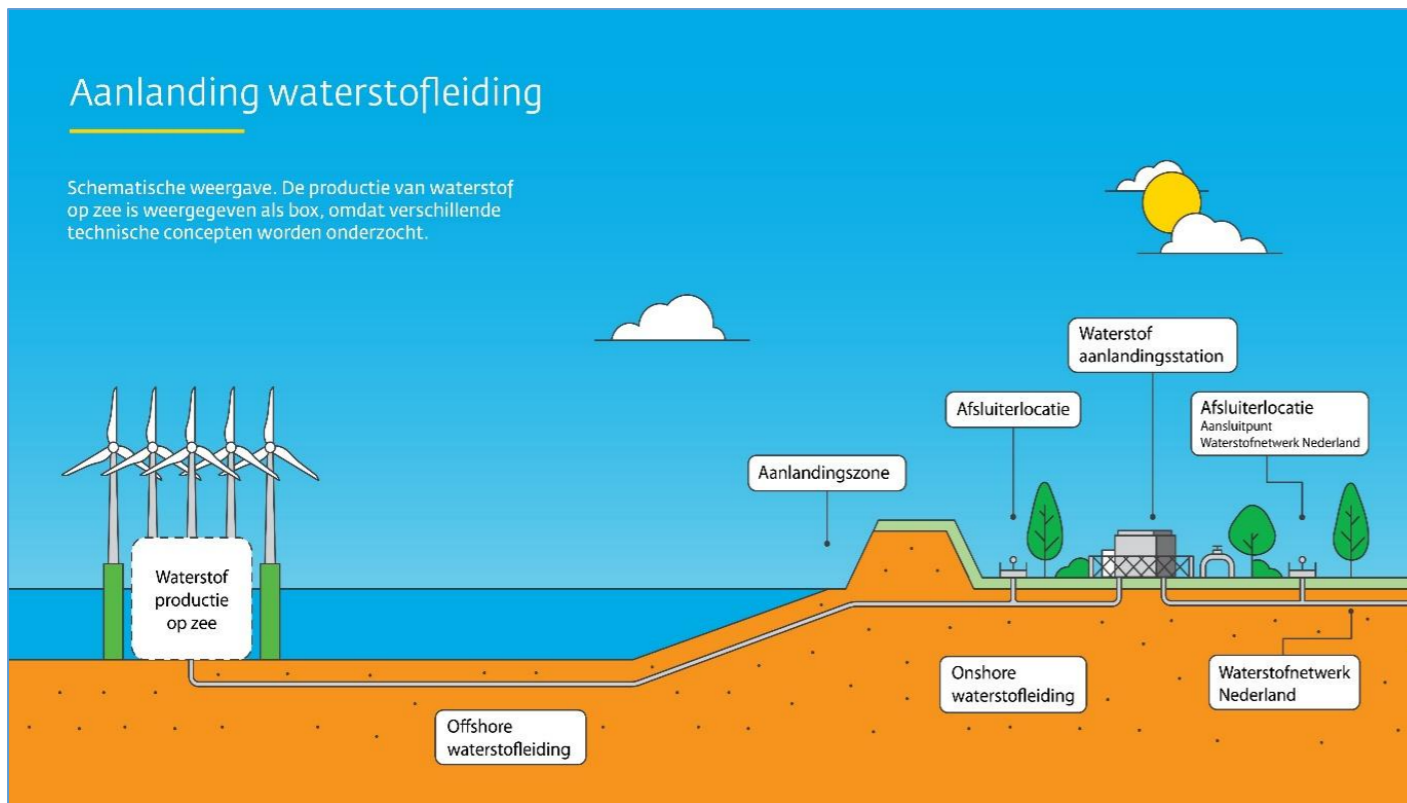 Aanlanding waterstofleiding
Schematische weergave. De productie van waterstof
op zee is weergegeven als box, omdat verschillende
technische concepten worden onderzocht.
Waterstof
aanlandingsstation
Afsluiterlocatie
Afsluiterlocatie
Aansluitpunt
Waterstofnetwerk Nederland
Aanlandingszone
Waterstof
productie
op zee
Onshore
waterstofleiding
Waterstofnetwerk
Nederland
Offshore
waterstofleiding